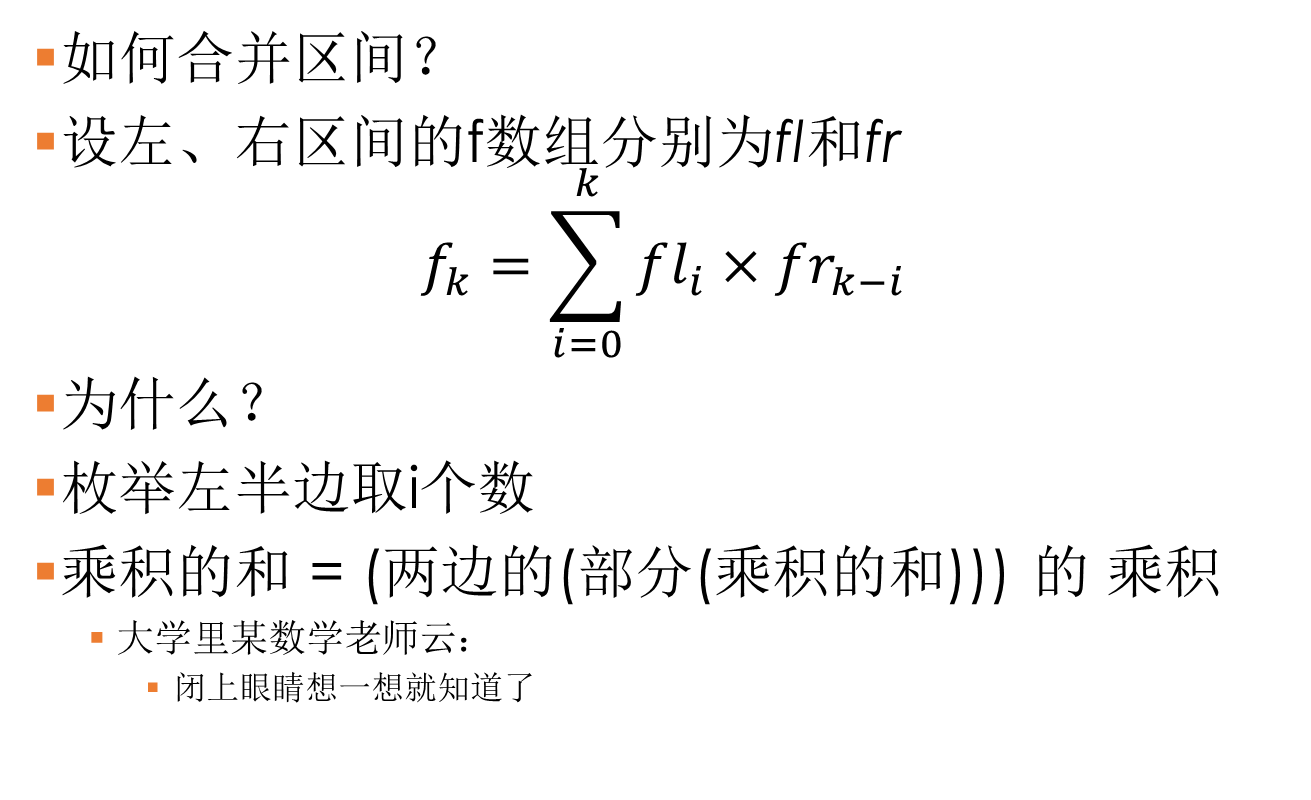 如何合并区间？
设左、右区间的f数组分别为fl和fr
f_k = \sum_{i=0}^{k} fl_i × fr_{k−i}
为什么？
枚举左半边取i个数
乘积的和 = (两边的(部分(乘积的和))) 的 乘积
大学里某数学老师云：
闭上眼睛想一想就知道了